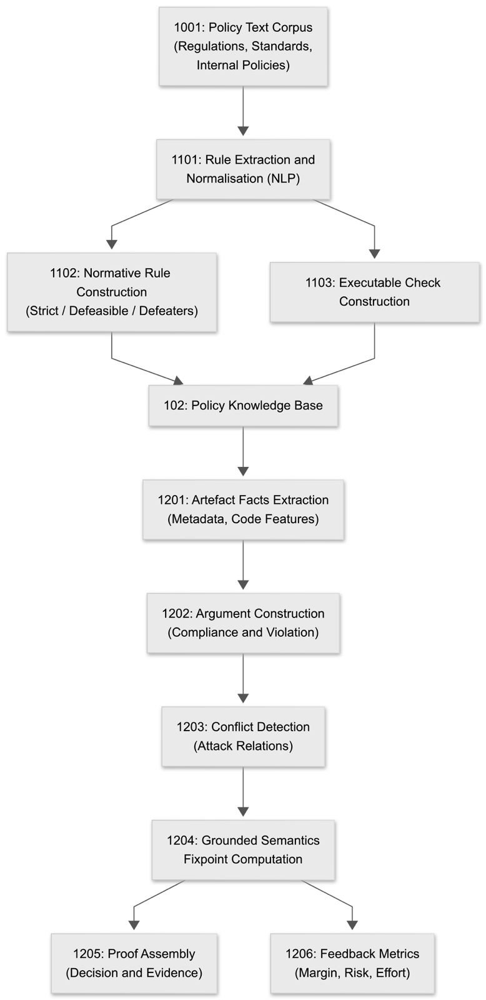 1001: Policy Text Corpus
(Regulations, Standards,
Internal Policies)
1101: Rule Extraction and
Normalisation (NLP)
1102: Normative Rule
Construction
(Strict / Defeasible / Defeaters)
1103: Executable Check
Construction
102: Policy Knowledge Base
1201: Artefact Facts Extraction
(Metadata, Code Features)
1202: Argument Construction
(Compliance and Violation)
1203: Conflict Detection
(Attack Relations)
1204: Grounded Semantics
Fixpoint Computation
1205: Proof Assembly
(Decision and Evidence)
1206: Feedback Metrics
(Margin, Risk, Effort)